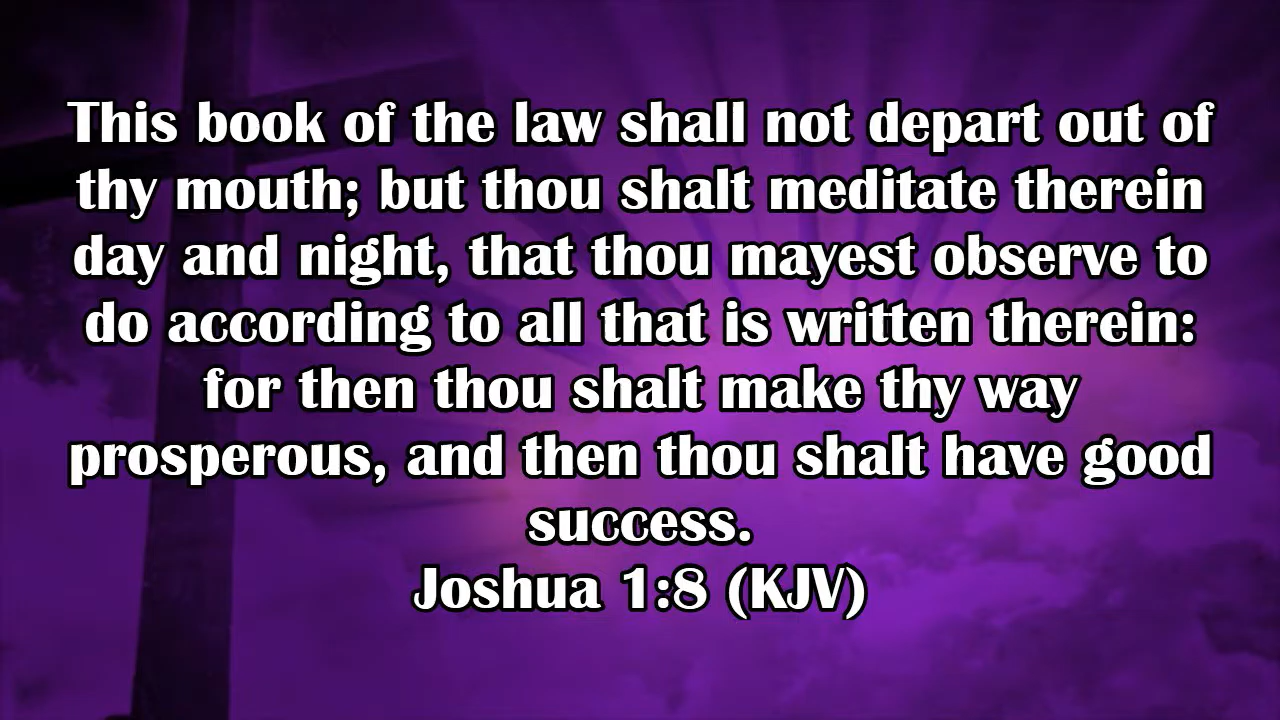 This book of the law shall not depart out of
thy mouth; but thou shalt meditate therein
day and night, that thou mayest observe to
do according to all that is written therein:
for then thou shalt make thy way
prosperous, and then thou shalt have good
success.
Joshua 1:8 (KJV)